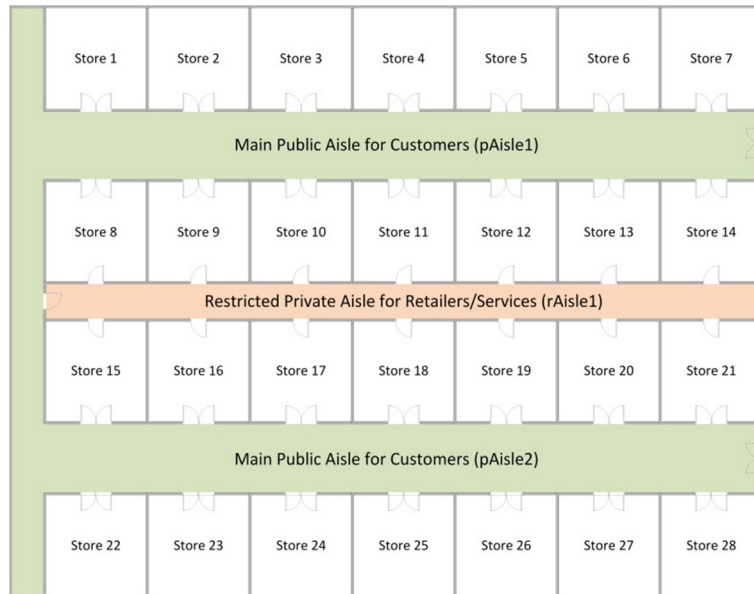 Store 1 Store 2 Store 3 Store 4 Store 5 Store 6 Store 7
Main Public Aisle for Customers (pAisle1)
Store 8 Store 9 Store 10 Store 11 Store 12 Store 13 Store 14
Restricted Private Aisle for Retailers/Services (rAisle1)
Store 15 Store 16 Store 17 Store 18 Store 19 Store 20 Store 21
Main Public Aisle for Customers (pAisle2)
Store 22 Store 23 Store 24 Store 25 Store 26 Store 27 Store 28